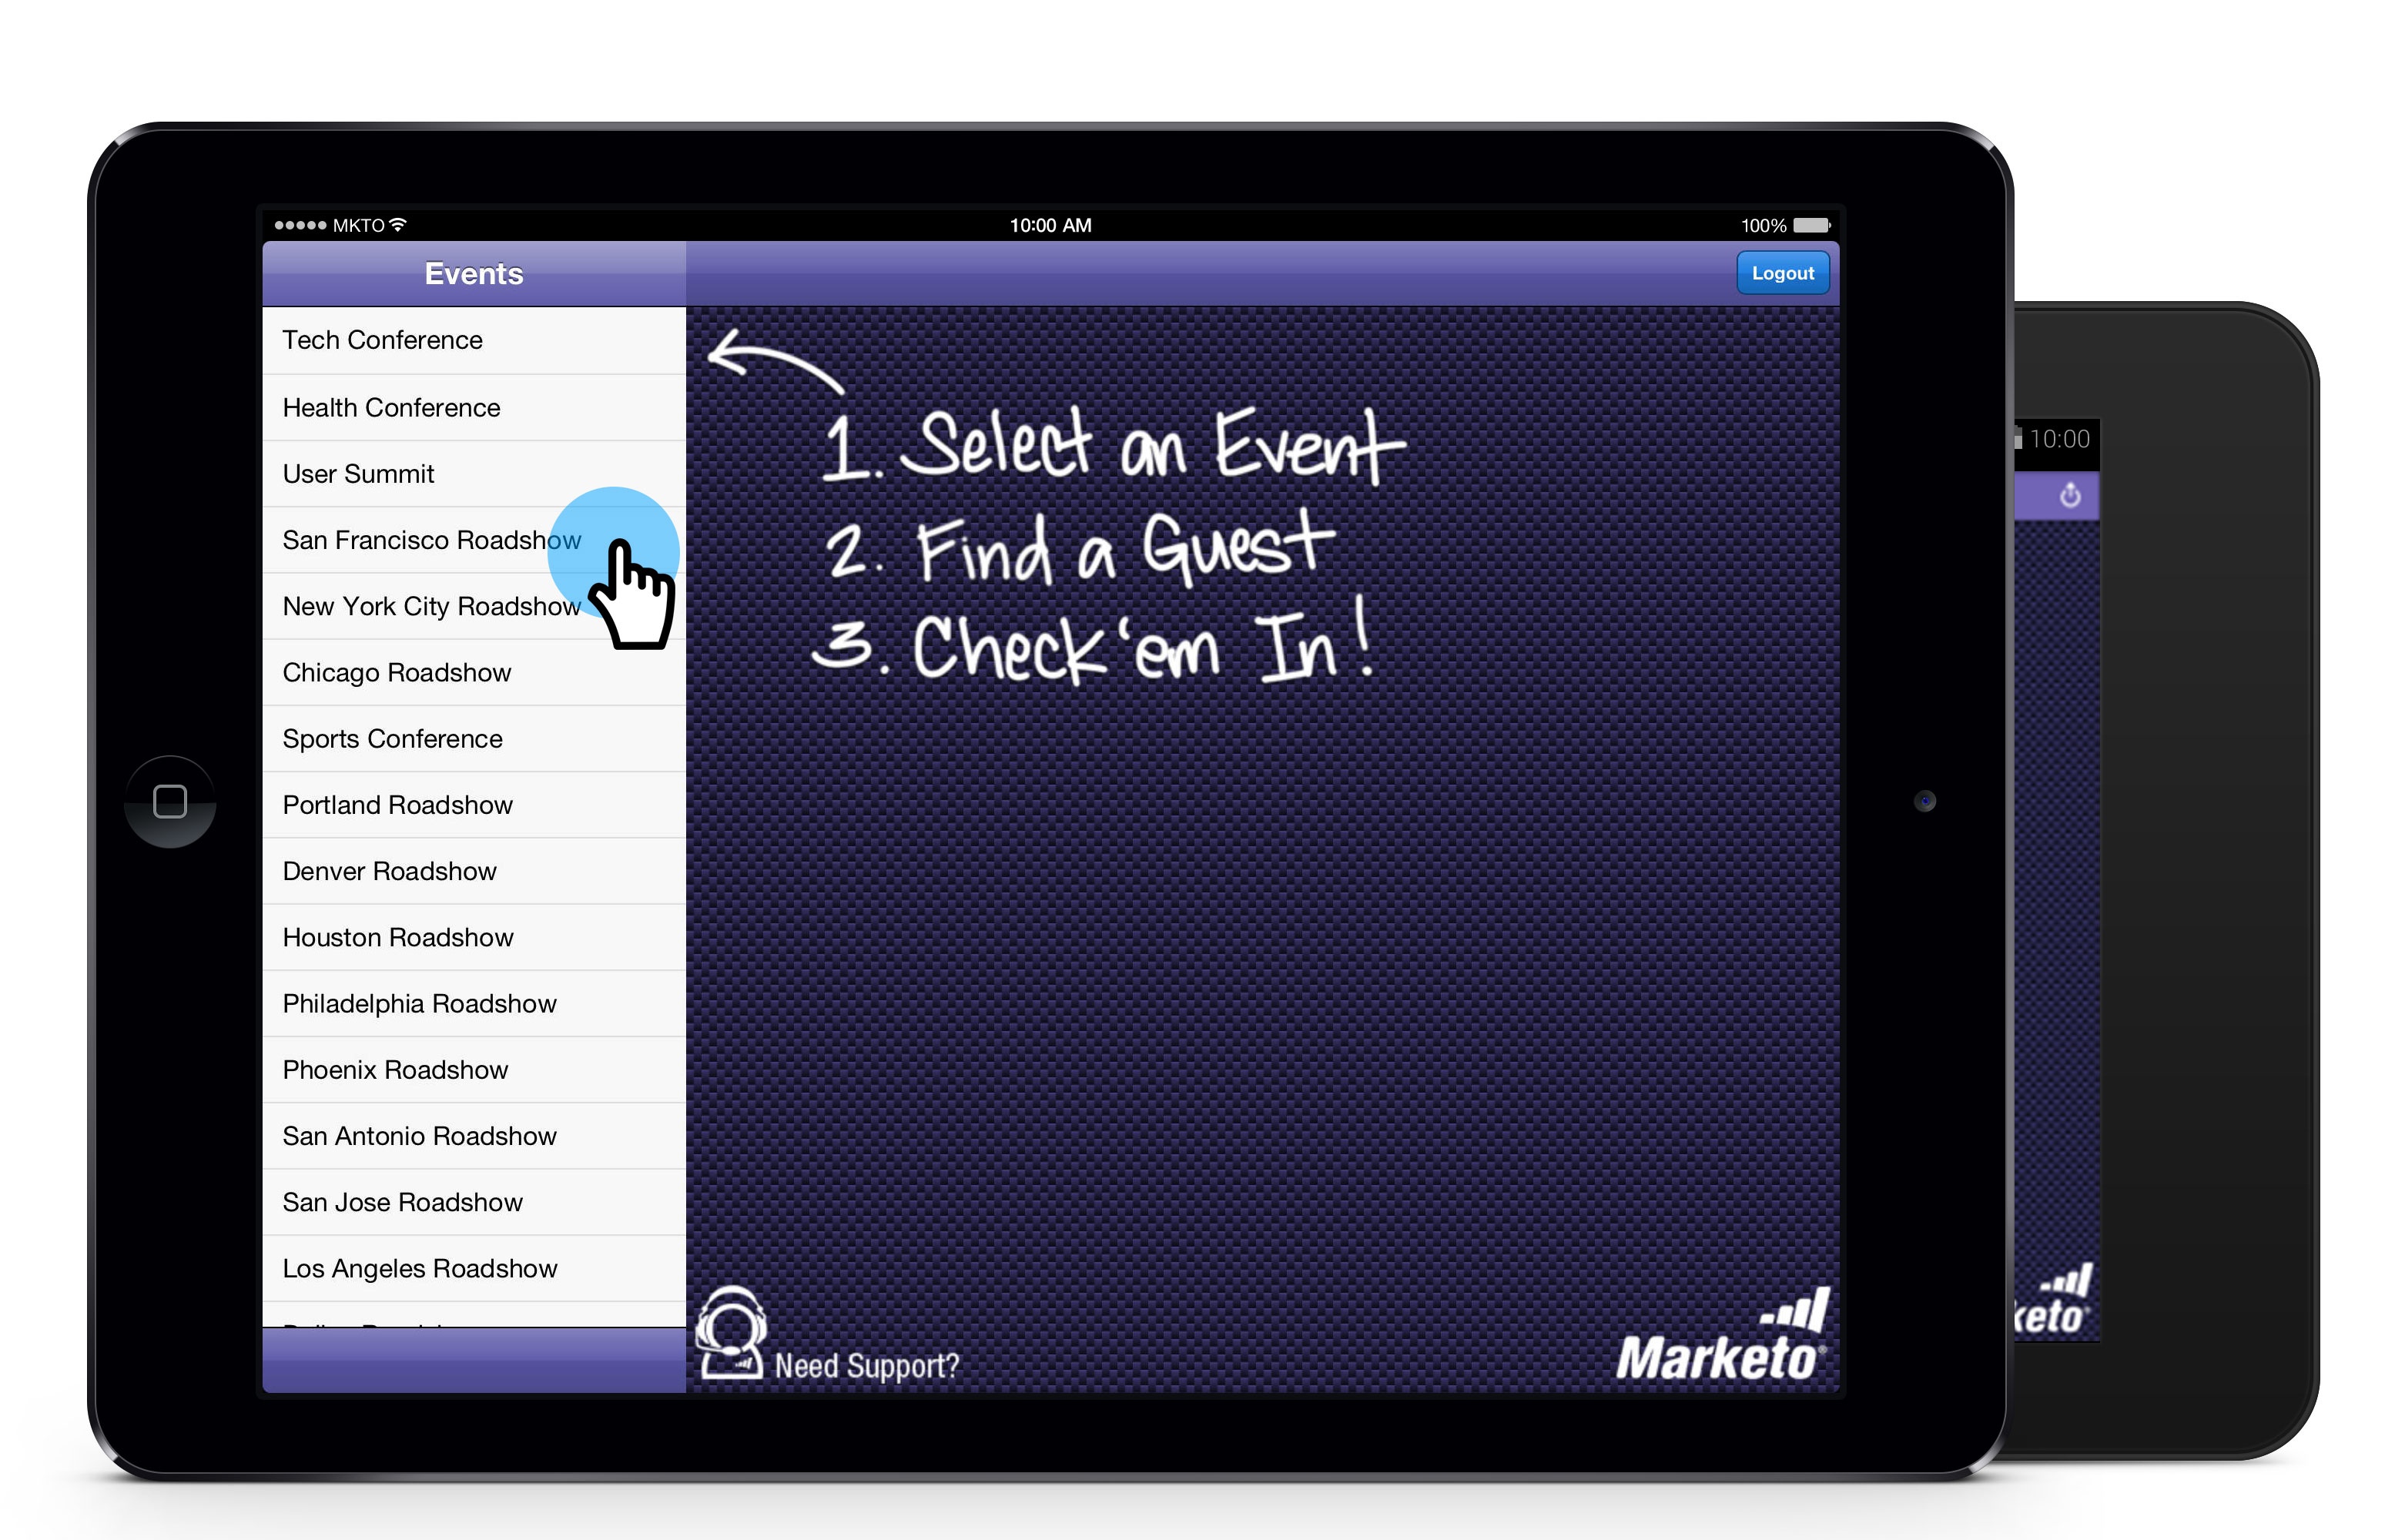 MKTO
10:00 AM
100%
Events
Logout
Tech Conference
Health Conference
User Summit
San Francisco Roadshow
New York City Roadshow
Chicago Roadshow
Sports Conference
Portland Roadshow
Denver Roadshow
Houston Roadshow
Philadelphia Roadshow
Phoenix Roadshow
San Antonio Roadshow
San Jose Roadshow
Los Angeles Roadshow
1. Select an Event
2. Find a Guest
3. Check 'em In!
Need Support?
Marketo®
10:00
keto